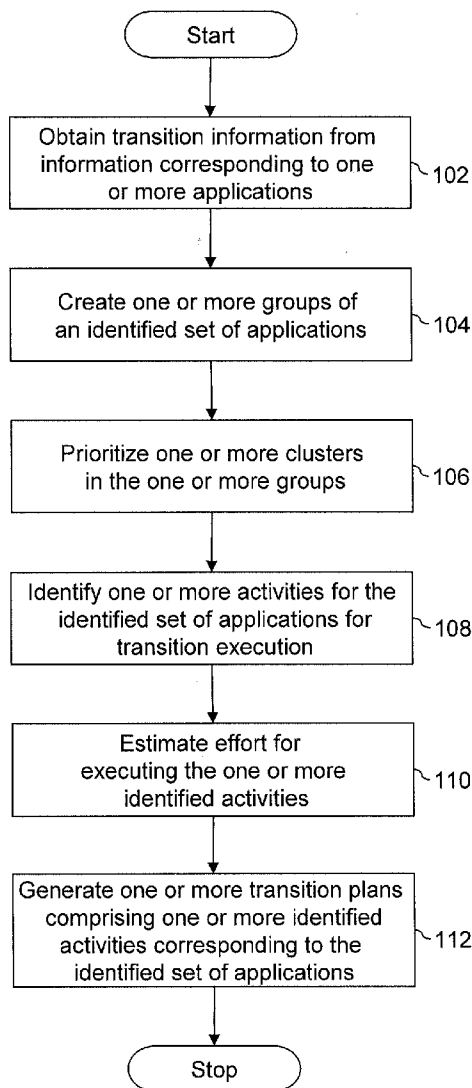 Start
Obtain transition information from
information corresponding to one
or more applications
102
Create one or more groups of
an identified set of applications
104
Prioritize one or more clusters
in the one or more groups
106
Identify one or more activities for the
identified set of applications for
transition execution
108
Estimate effort for
executing the one or more
identified activities
110
Generate one or more transition plans
comprising one or more identified
activities corresponding to the
identified set of applications
112
Stop